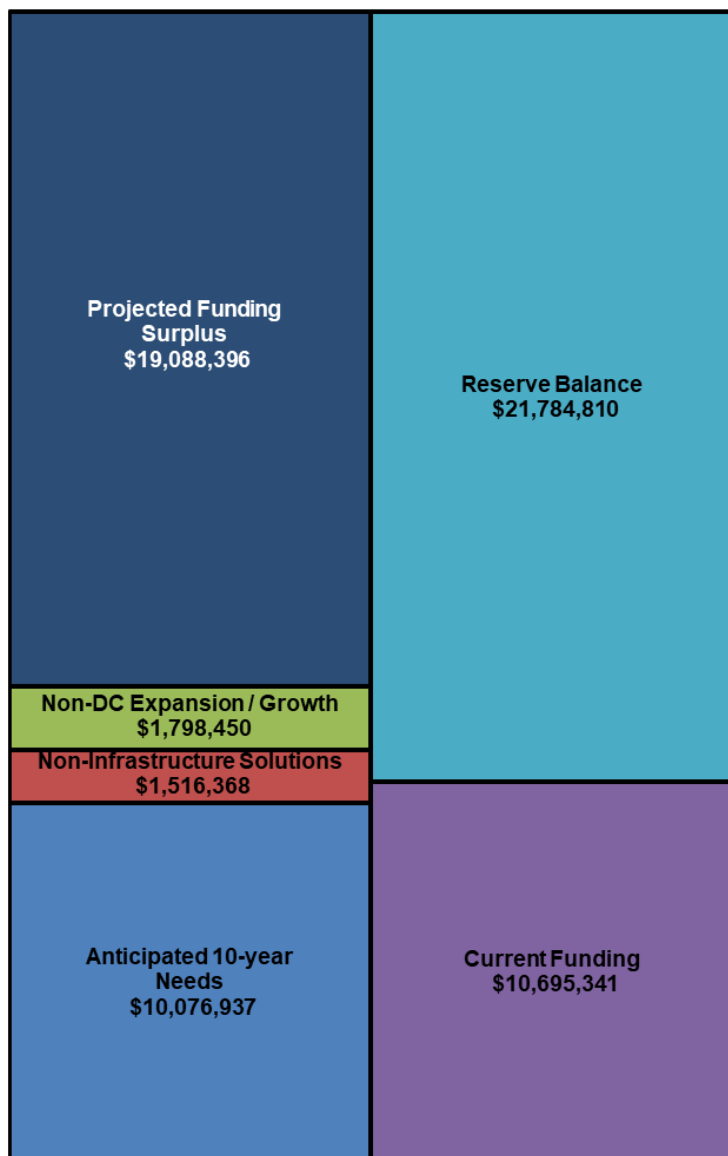 Projected Funding
Surplus
$19,088,396
Non-DC Expansion / Growth
$1,798,450
Non-Infrastructure Solutions
$1,516,368
Anticipated 10-year
Needs
$10,076,937
Reserve Balance
$21,784,810
Current Funding
$10,695,341